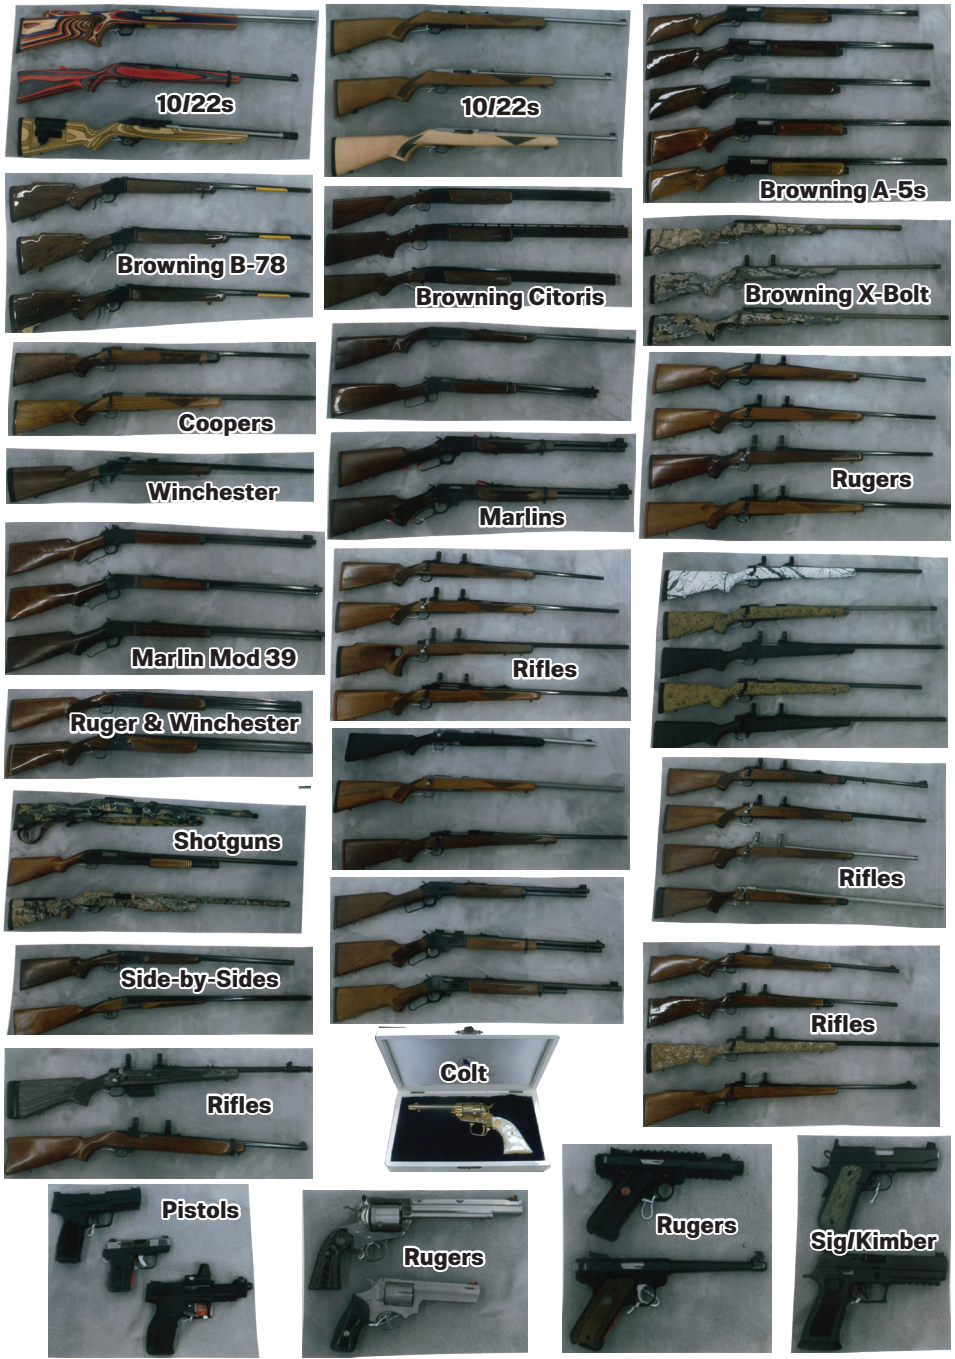 10/22s
10/22s
Browning A-5s
Browning B-78
Browning Citoris
Browning X-Bolt
Coopers
Winchester
Marlins
Rugers
Marlin Mod 39
Rifles
Ruger & Winchester
Shotguns
Rifles
Side-by-Sides
Rifles
Colt
Rifles
Pistols
Rugers
Rugers
Sig/Kimber